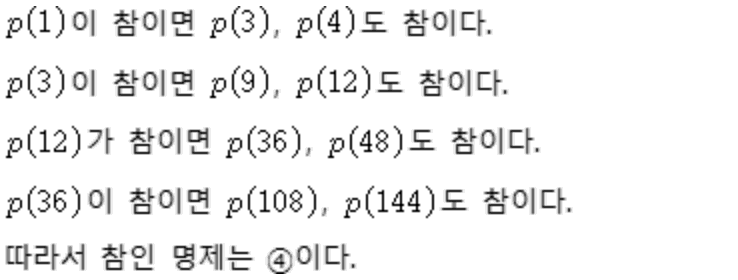 p(1)이 참이면 p(3), p(4)도 참이다.
p(3)이 참이면 p(9), p(12)도 참이다.
p(12)가 참이면 p(36), p(48)도 참이다.
p(36)이 참이면 p(108), p(144)도 참이다.
따라서 참인 명제는 ④이다.